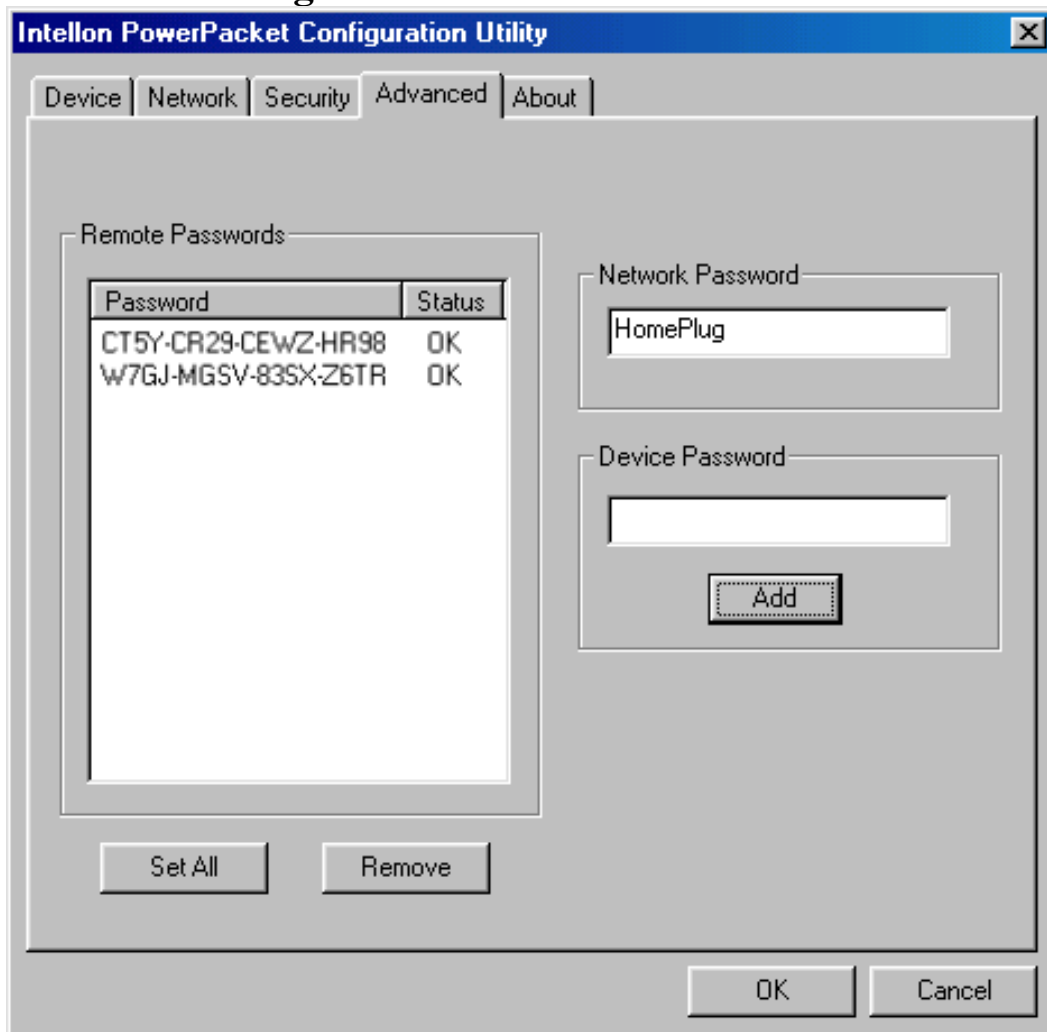 Intellon PowerPacket Configuration Utility
Device Network Security Advanced About
Remote Passwords
Password Status
CT5Y-CR29-CEWZ-HR98 OK
W7GJ-MGSV-83SX-Z6TR OK
Network Password
HomePlug
Device Password
Add
Set All Remove
OK Cancel